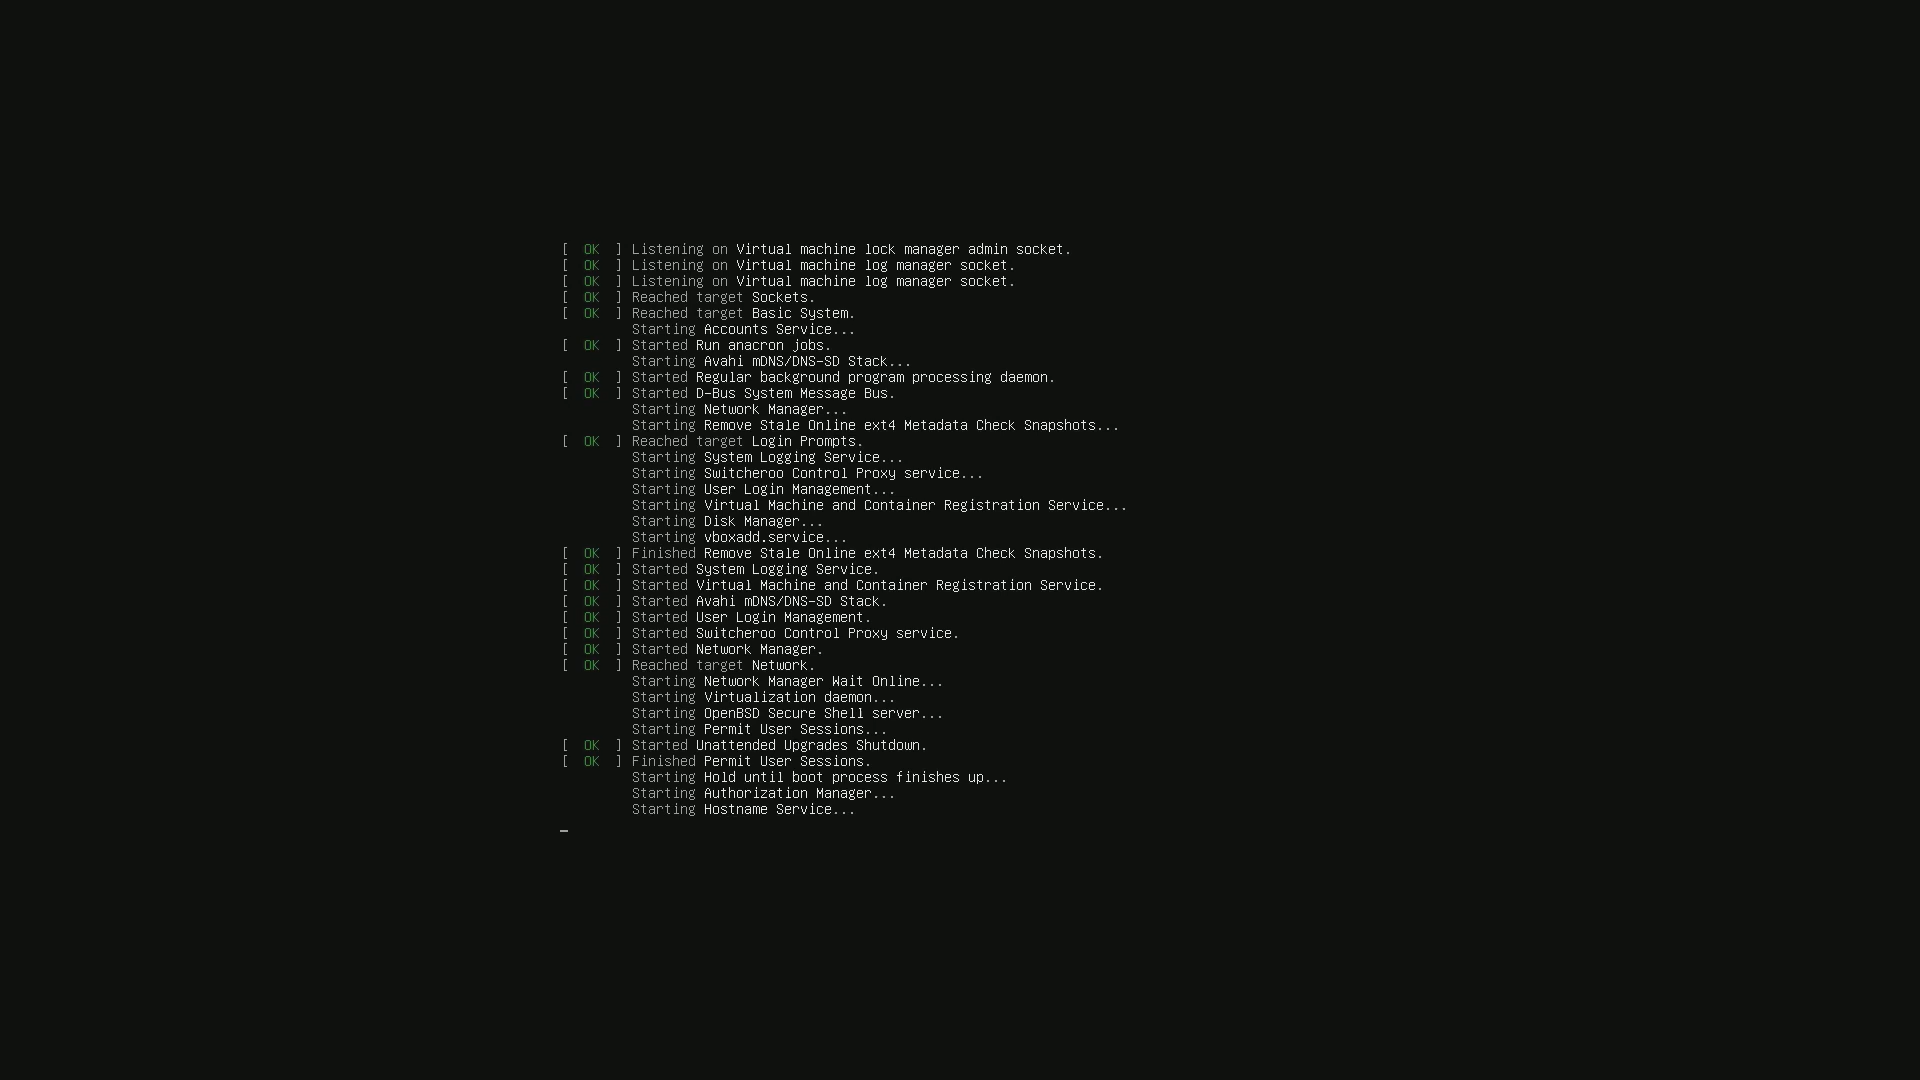 [  OK  ] Listening on Virtual machine lock manager admin socket.
[  OK  ] Listening on Virtual machine log manager socket.
[  OK  ] Listening on Virtual machine log manager socket.
[  OK  ] Reached target Sockets.
[  OK  ] Reached target Basic System.
         Starting Accounts Service...
[  OK  ] Started Run anacron jobs.
         Starting Avahi mDNS/DNS-SD Stack...
[  OK  ] Started Regular background program processing daemon.
[  OK  ] Started D-Bus System Message Bus.
         Starting Network Manager...
         Starting Remove Stale Online ext4 Metadata Check Snapshots...
[  OK  ] Reached target Login Prompts.
         Starting System Logging Service...
         Starting Switcheroo Control Proxy service...
         Starting User Login Management...
         Starting Virtual Machine and Container Registration Service...
         Starting Disk Manager...
         Starting vboxadd.service...
[  OK  ] Finished Remove Stale Online ext4 Metadata Check Snapshots.
[  OK  ] Started System Logging Service.
[  OK  ] Started Virtual Machine and Container Registration Service.
[  OK  ] Started Avahi mDNS/DNS-SD Stack.
[  OK  ] Started User Login Management.
[  OK  ] Started Switcheroo Control Proxy service.
[  OK  ] Started Network Manager.
[  OK  ] Reached target Network.
         Starting Network Manager Wait Online...
         Starting Virtualization daemon...
         Starting OpenBSD Secure Shell server...
         Starting Permit User Sessions...
[  OK  ] Started Unattended Upgrades Shutdown.
[  OK  ] Finished Permit User Sessions.
         Starting Hold until boot process finishes up...
         Starting Authorization Manager...
         Starting Hostname Service...